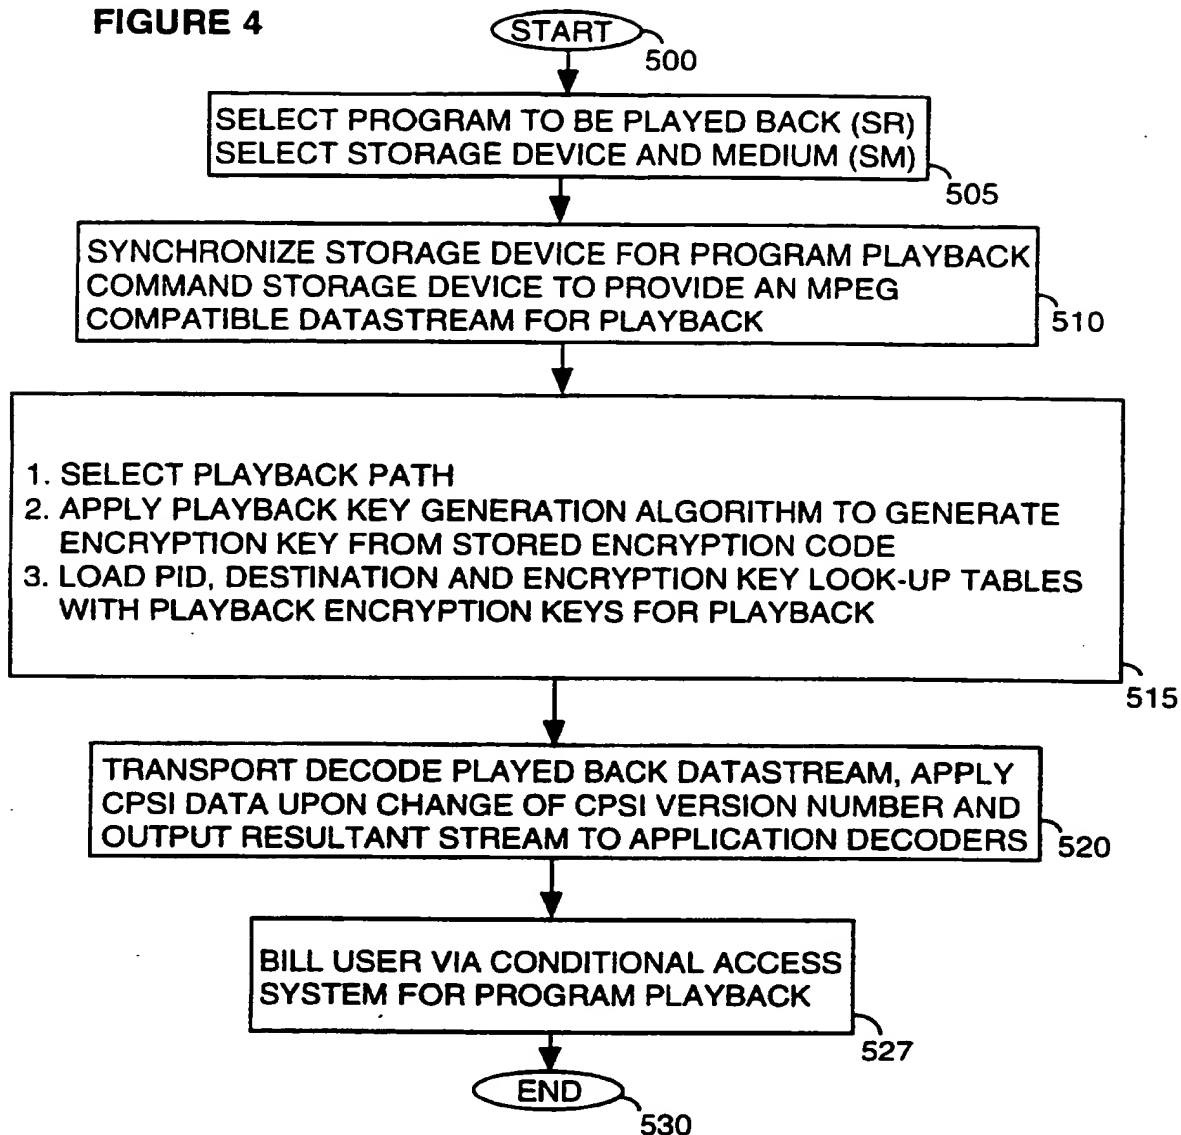 FIGURE 4
START
500
SELECT PROGRAM TO BE PLAYED BACK (SR)
SELECT STORAGE DEVICE AND MEDIUM (SM)
505
SYNCHRONIZE STORAGE DEVICE FOR PROGRAM PLAYBACK
COMMAND STORAGE DEVICE TO PROVIDE AN MPEG
COMPATIBLE DATASTREAM FOR PLAYBACK
510
1. SELECT PLAYBACK PATH
2. APPLY PLAYBACK KEY GENERATION ALGORITHM TO GENERATE
ENCRYPTION KEY FROM STORED ENCRYPTION CODE
3. LOAD PID, DESTINATION AND ENCRYPTION KEY LOOK-UP TABLES
WITH PLAYBACK ENCRYPTION KEYS FOR PLAYBACK
515
TRANSPORT DECODE PLAYED BACK DATASTREAM, APPLY
CPSI DATA UPON CHANGE OF CPSI VERSION NUMBER AND
OUTPUT RESULTANT STREAM TO APPLICATION DECODERS
520
BILL USER VIA CONDITIONAL ACCESS
SYSTEM FOR PROGRAM PLAYBACK
527
END
530